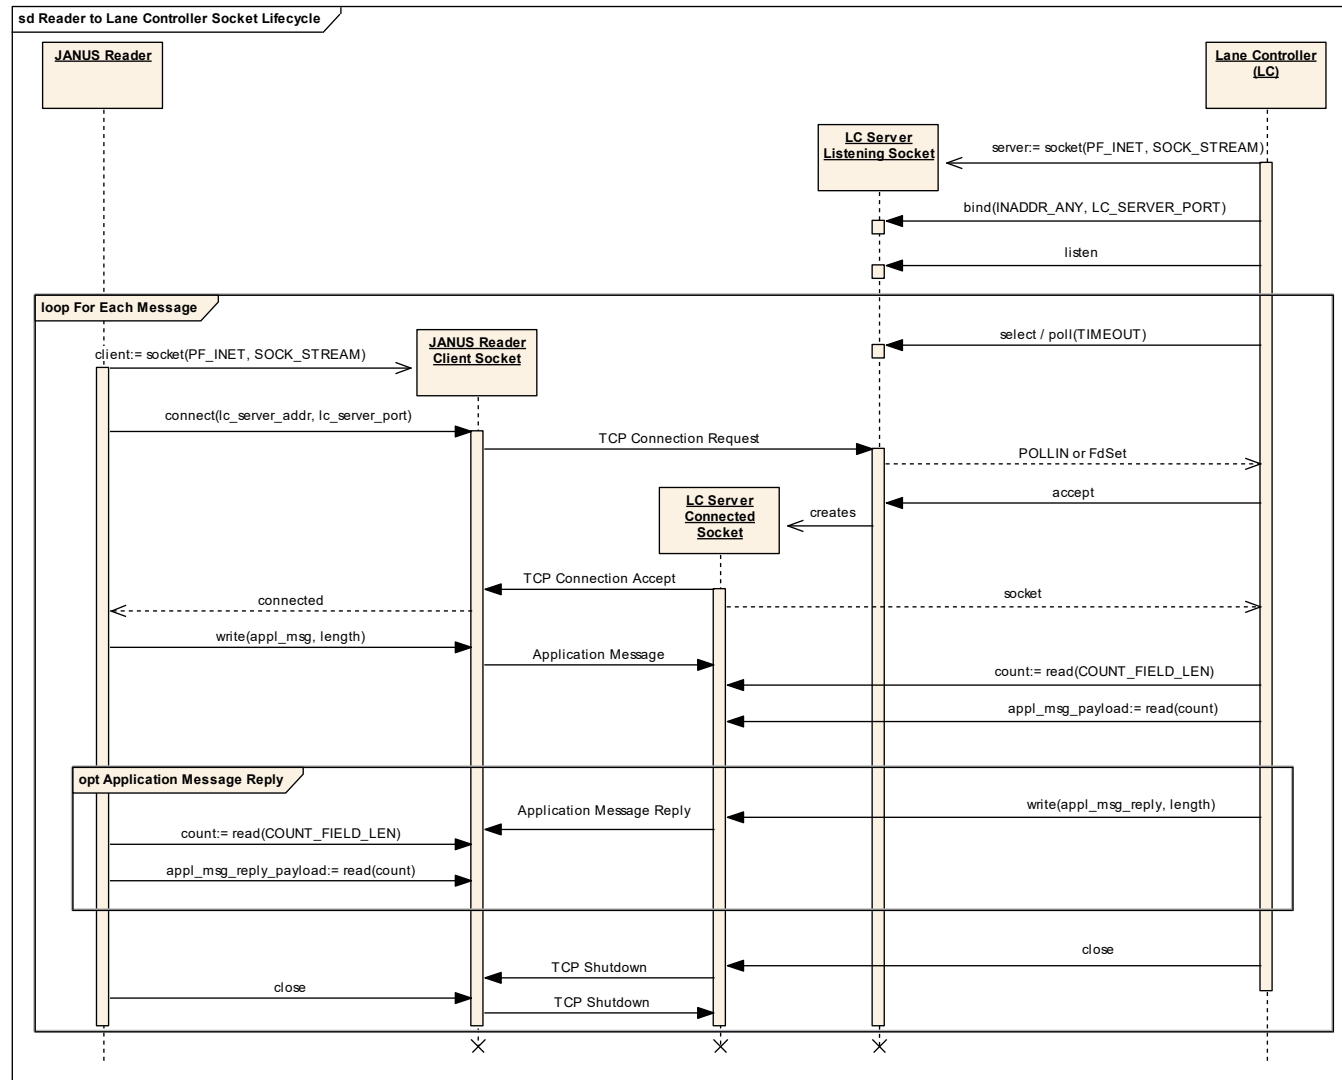 sd Reader to Lane Controller Socket Lifecycle
JANUS Reader
Lane Controller
(LC)
LC Server
Listening Socket
server:= socket(PF_INET, SOCK_STREAM)
bind(INADDR_ANY, LC_SERVER_PORT)
listen
loop For Each Message
select / poll(TIMEOUT)
JANUS Reader
Client Socket
client:= socket(PF_INET, SOCK_STREAM)
connect(lc_server_addr, lc_server_port)
TCP Connection Request
POLLIN or FdSet
accept
LC Server
Connected
Socket
creates
TCP Connection Accept
socket
connected
write(appl_msg, length)
Application Message
count:= read(COUNT_FIELD_LEN)
appl_msg_payload:= read(count)
opt Application Message Reply
write(appl_msg_reply, length)
Application Message Reply
count:= read(COUNT_FIELD_LEN)
appl_msg_reply_payload:= read(count)
close
TCP Shutdown
close
TCP Shutdown